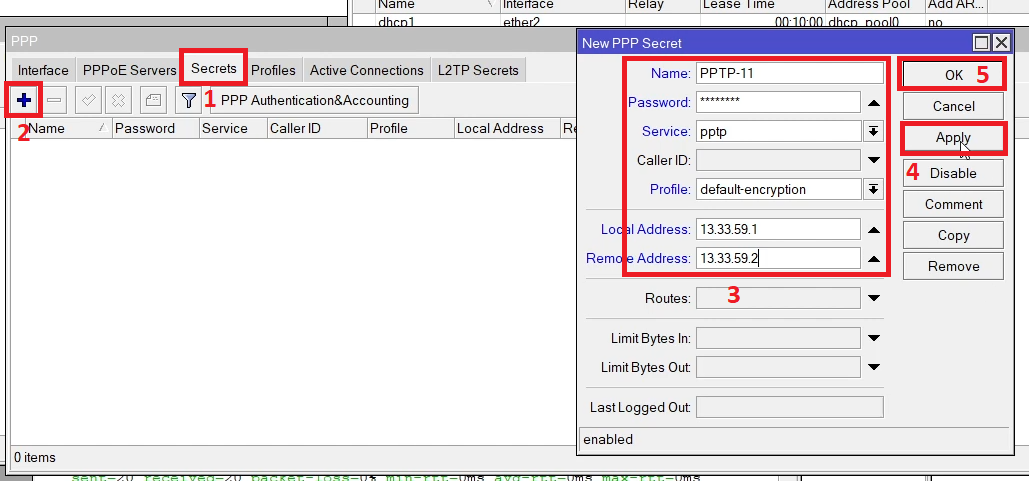 Name Interface Relay Lease Time Address Pool Add AR...
dhcp1 ether2 00:10:00 dhcp_pool0 no
PPP
Interface PPPoE Servers Secrets Profiles Active Connections L2TP Secrets
1 PPP Authentication&Accounting
2
Name Password Service Caller ID Profile Local Address Re
0 items
New PPP Secret
Name: PPTP-11
Password: ********
Service: pptp
Caller ID:
Profile: default-encryption
Local Address: 13.33.59.1
Remote Address: 13.33.59.2
Routes: 3
Limit Bytes In:
Limit Bytes Out:
Last Logged Out:
enabled
OK 5
Cancel
Apply
4 Disable
Comment
Copy
Remove
sent=20 received=20 packet-loss=0% min-rtt=0ms avg-rtt=0ms max-rtt=0ms